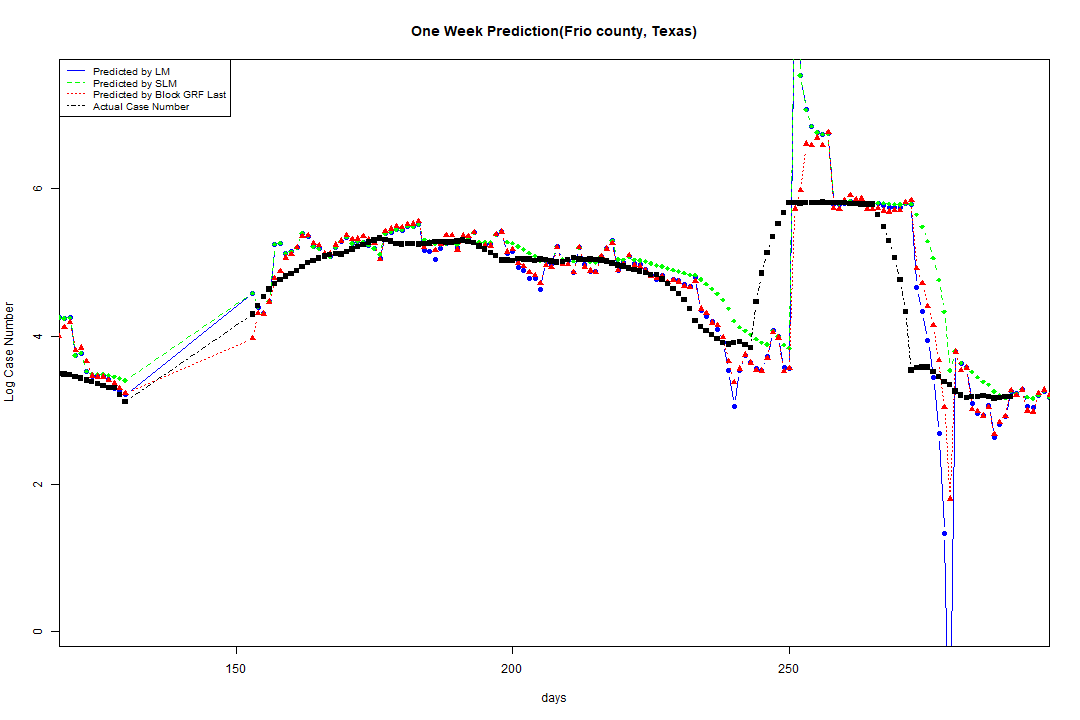 One Week Prediction(Frio county, Texas)
Predicted by LM
Predicted by SLM
Predicted by Block GRF Last
Actual Case Number
Log Case Number
6
4
2
0
150
200
250
days